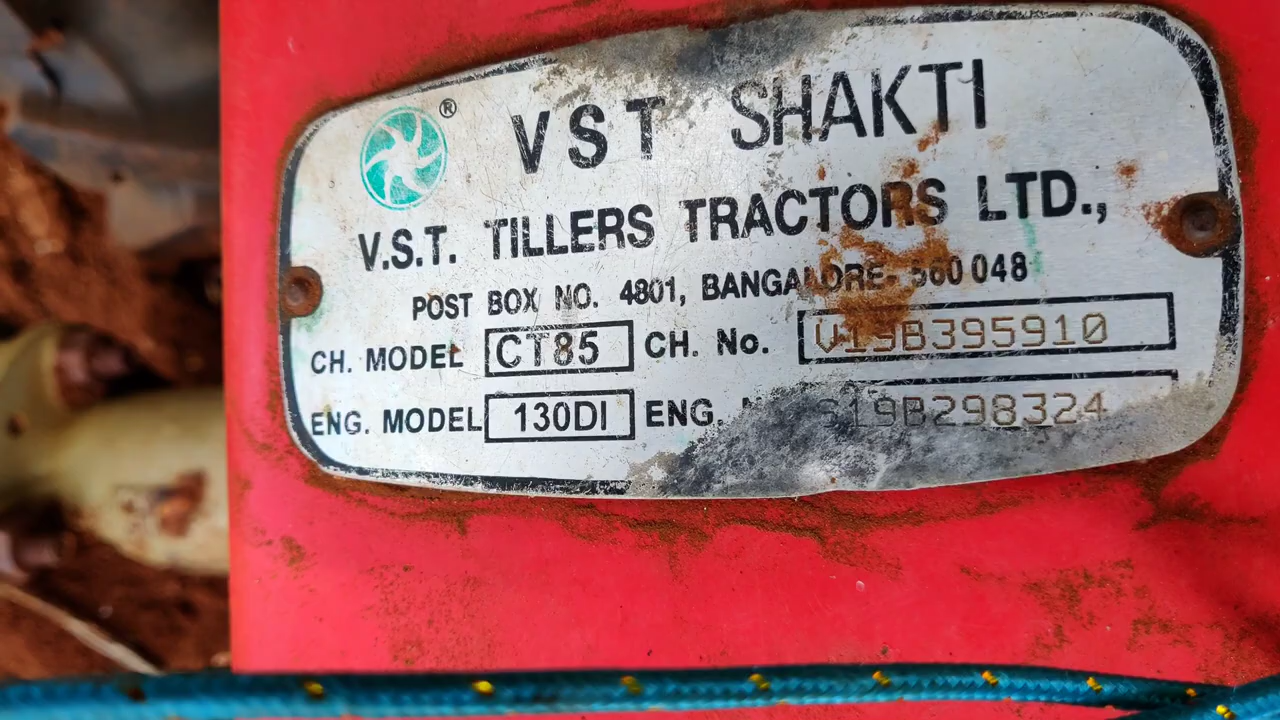 ® VST SHAKTI
V.S.T. TILLERS TRACTORS LTD.,
POST BOX NO. 4801, BANGALORE- 560 048
CH. MODEL CT85 CH. No. V19B395910
ENG. MODEL 130DI ENG. S19B298324